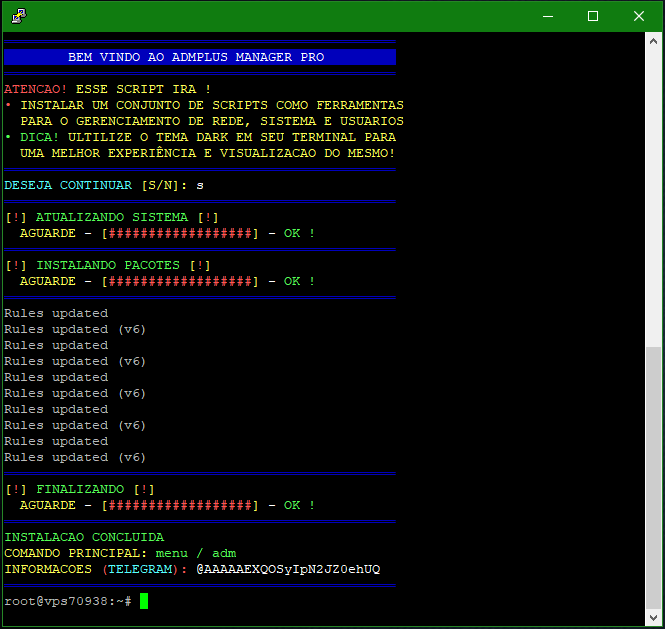 BEM VINDO AO ADMPLUS MANAGER PRO
ATENCAO! ESSE SCRIPT IRA !
• INSTALAR UM CONJUNTO DE SCRIPTS COMO FERRAMENTAS
PARA O GERENCIAMENTO DE REDE, SISTEMA E USUARIOS
• DICA! ULTILIZE O TEMA DARK EM SEU TERMINAL PARA
UMA MELHOR EXPERIÊNCIA E VISUALIZACAO DO MESMO!
DESEJA CONTINUAR [S/N]: s
[!] ATUALIZANDO SISTEMA [!]
AGUARDE - [##################] - OK !
[!] INSTALANDO PACOTES [!]
AGUARDE - [##################] - OK !
Rules updated
Rules updated (v6)
Rules updated
Rules updated (v6)
Rules updated
Rules updated (v6)
Rules updated
Rules updated (v6)
Rules updated
Rules updated (v6)
[!] FINALIZANDO [!]
AGUARDE - [##################] - OK !
INSTALACAO CONCLUIDA
COMANDO PRINCIPAL: menu / adm
INFORMACOES (TELEGRAM): @AAAAAEXQOSyIpN2JZ0ehUQ
root@vps70938:~#